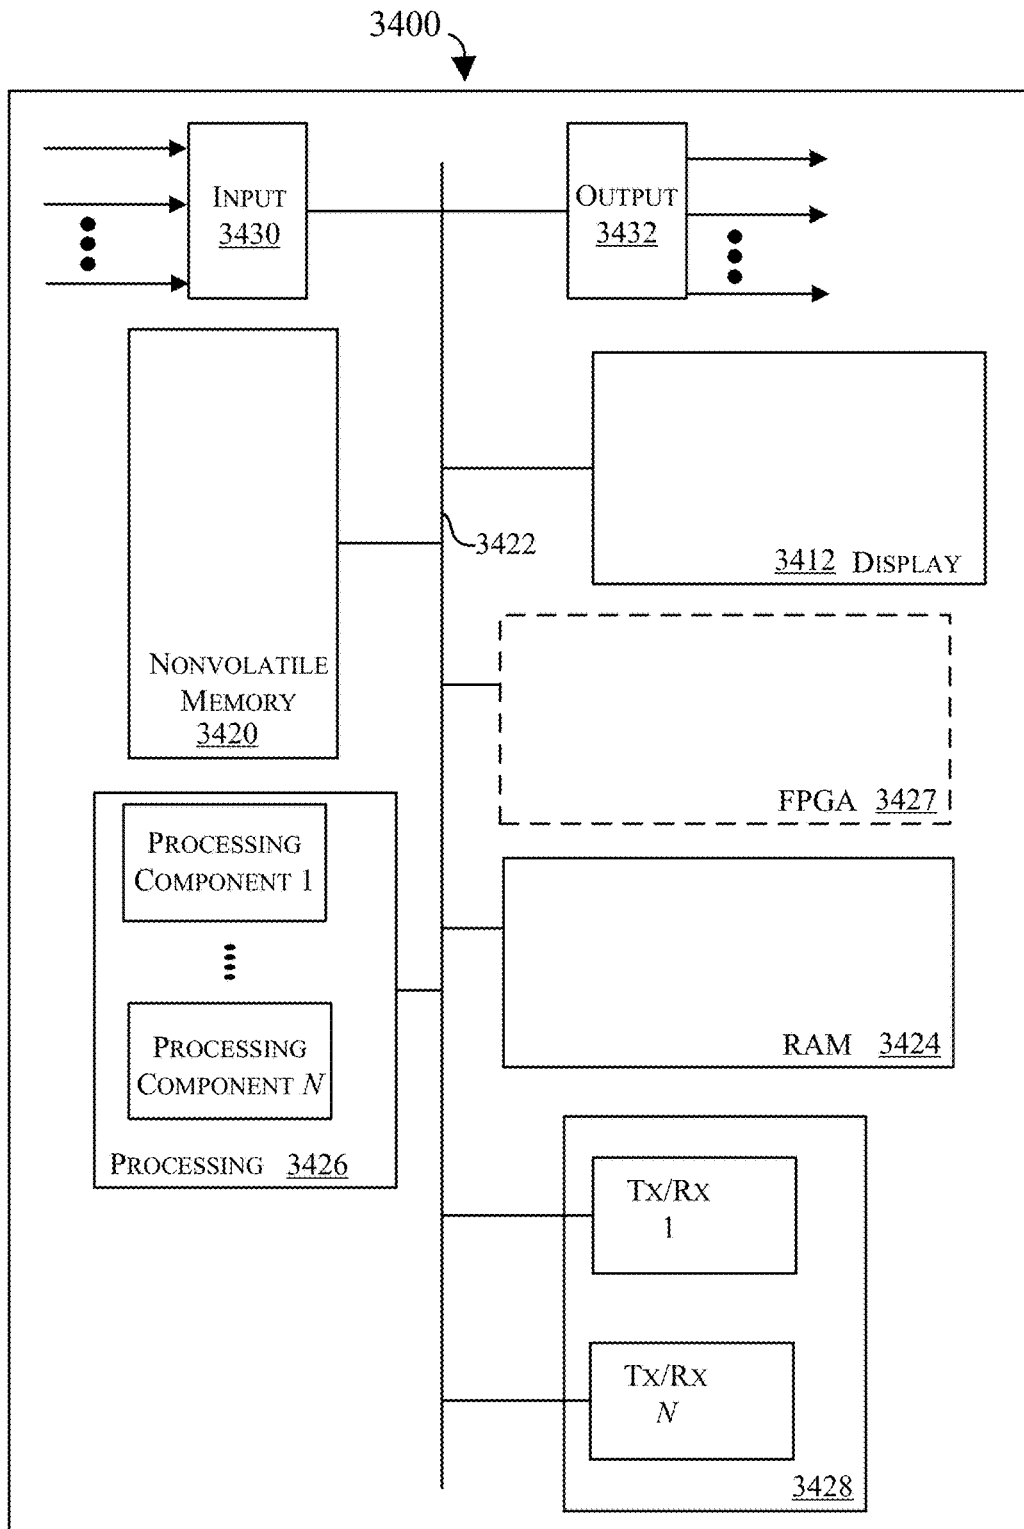 3400
INPUT
3430
OUTPUT
3432
3422
3412 DISPLAY
NONVOLATILE
MEMORY
3420
FPGA 3427
PROCESSING
COMPONENT 1
PROCESSING
COMPONENT N
PROCESSING 3426
RAM 3424
TX/RX
1
TX/RX
N
3428